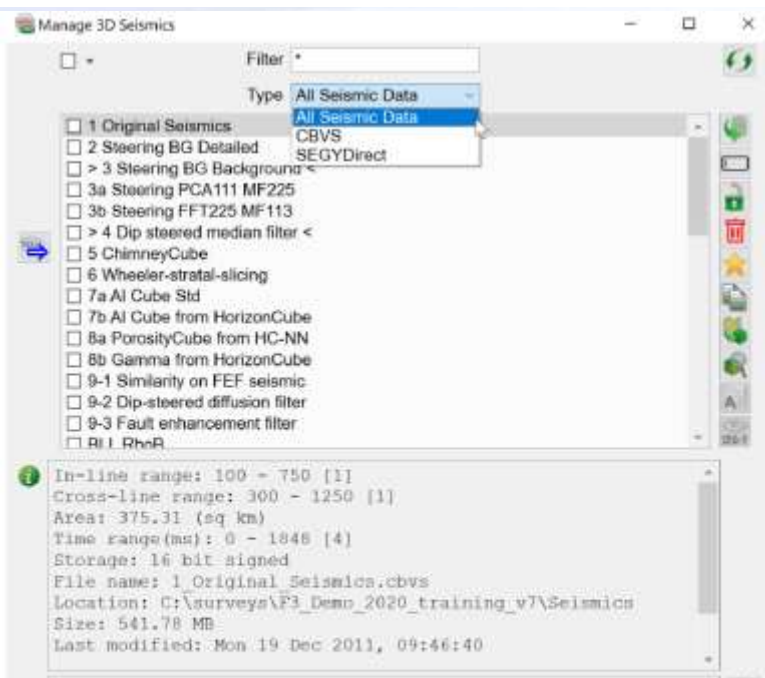 Manage 3D Seismics
Filter *
Type All Seismic Data
All Seismic Data
CBVS
SEGYDirect
1 Original Seismics
2 Steering BG Detailed
> 3 Steering BG Background <
3a Steering PCA111 MF225
3b Steering FFT225 MF113
> 4 Dip steered median filter <
5 ChimneyCube
6 Wheeler-stratal-slicing
7a AI Cube Std
7b AI Cube from HorizonCube
8a PorosityCube from HC-NN
8b Gamma from HorizonCube
9-1 Similarity on FEF seismic
9-2 Dip-steered diffusion filter
9-3 Fault enhancement filter
In-line range: 100 - 750 [1]
Cross-line range: 300 - 1250 [1]
Area: 375.31 (sq km)
Time range(ms): 0 - 1848 [4]
Storage: 16 bit signed
File name: 1_Original_Seismics.cbvs
Location: C:\surveys\F3_Demo_2020_training_v7\Seismics
Size: 541.78 MB
Last modified: Mon 19 Dec 2011, 09:46:40